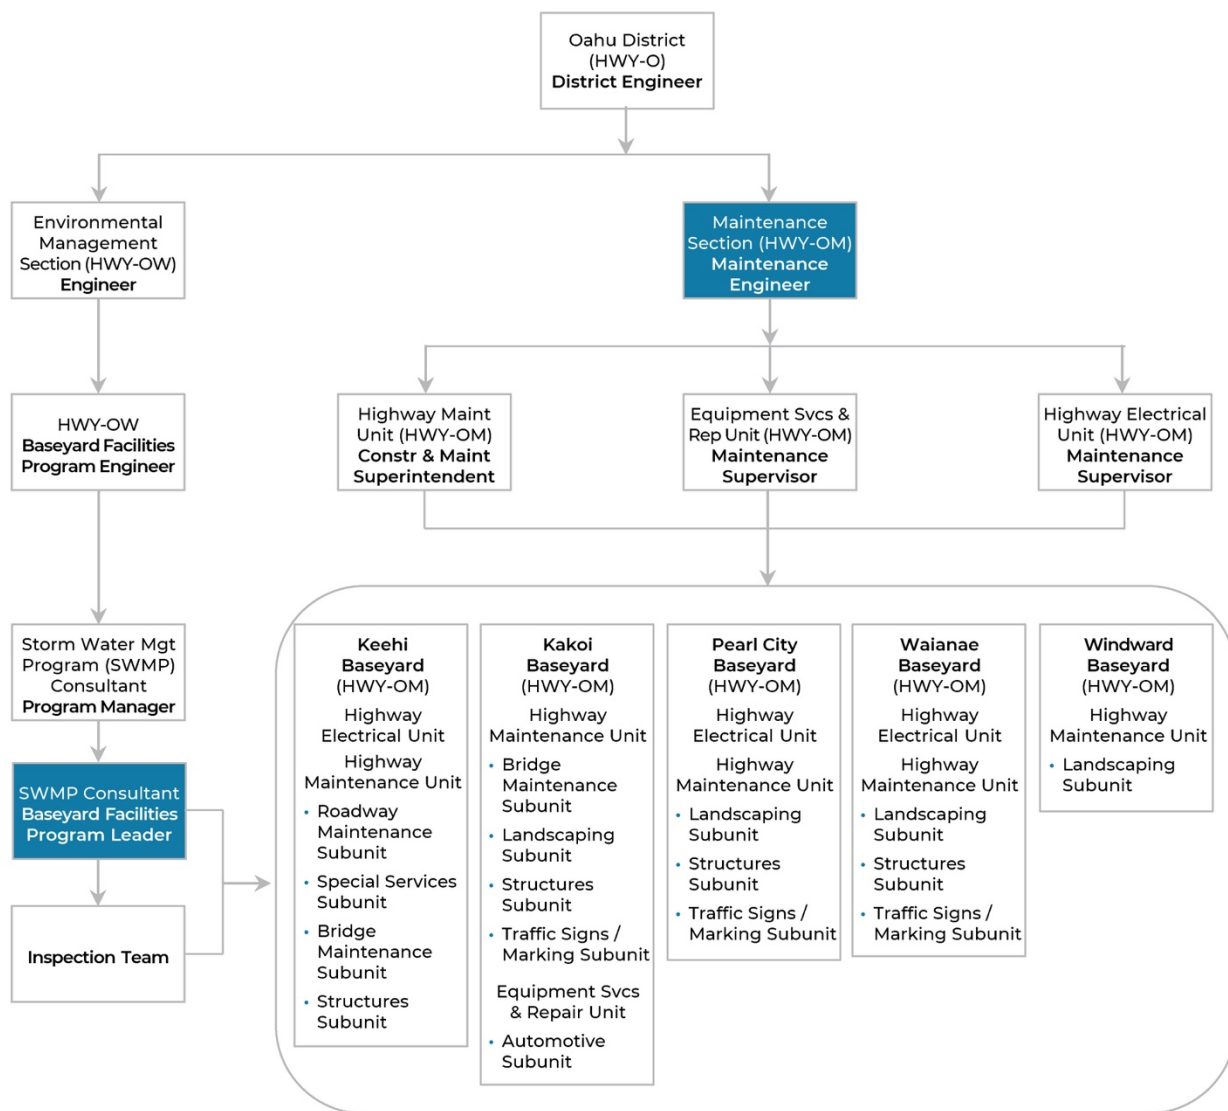 Oahu District
(HWY-O)
District Engineer
Environmental
Management
Section (HWY-OW)
Engineer
Maintenance
Section (HWY-OM)
Maintenance
Engineer
HWY-OW
Baseyard Facilities
Program Engineer
Highway Maint
Unit (HWY-OM)
Constr & Maint
Superintendent
Equipment Svcs &
Rep Unit (HWY-OM)
Maintenance
Supervisor
Highway Electrical
Unit (HWY-OM)
Maintenance
Supervisor
Storm Water Mgt
Program (SWMP)
Consultant
Program Manager
SWMP Consultant
Baseyard Facilities
Program Leader
Inspection Team
Keehi
Baseyard
(HWY-OM)
Highway
Electrical Unit
Highway
Maintenance Unit
• Roadway
Maintenance
Subunit
• Special Services
Subunit
• Bridge
Maintenance
Subunit
• Structures
Subunit
Kakoi
Baseyard
(HWY-OM)
Highway
Maintenance Unit
• Bridge
Maintenance
Subunit
• Landscaping
Subunit
• Structures
Subunit
• Traffic Signs /
Marking Subunit
Equipment Svcs
& Repair Unit
• Automotive
Subunit
Pearl City
Baseyard
(HWY-OM)
Highway
Electrical Unit
Highway
Maintenance Unit
• Landscaping
Subunit
• Structures
Subunit
• Traffic Signs /
Marking Subunit
Waianae
Baseyard
(HWY-OM)
Highway
Electrical Unit
Highway
Maintenance Unit
• Landscaping
Subunit
• Structures
Subunit
• Traffic Signs /
Marking Subunit
Windward
Baseyard
(HWY-OM)
Highway
Maintenance Unit
• Landscaping
Subunit